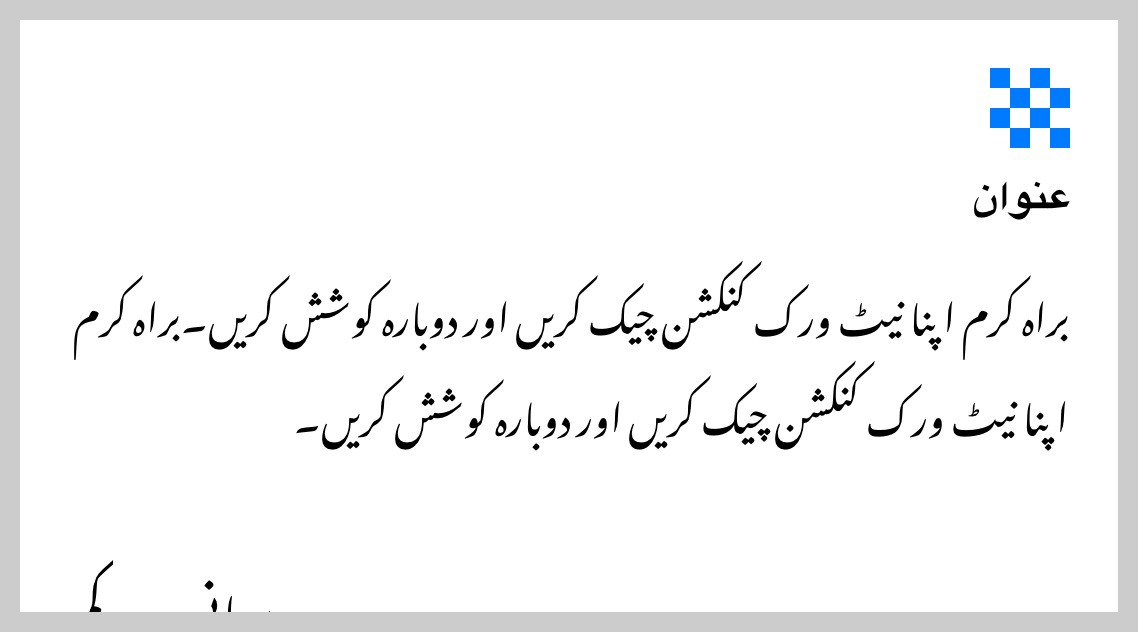 عنوان
براہ کرم اپنا نیٹ ورک کنکشن چیک کریں اور دوبارہ کوشش کریں۔براہ کرم
اپنا نیٹ ورک کنکشن چیک کریں اور دوبارہ کوشش کریں۔